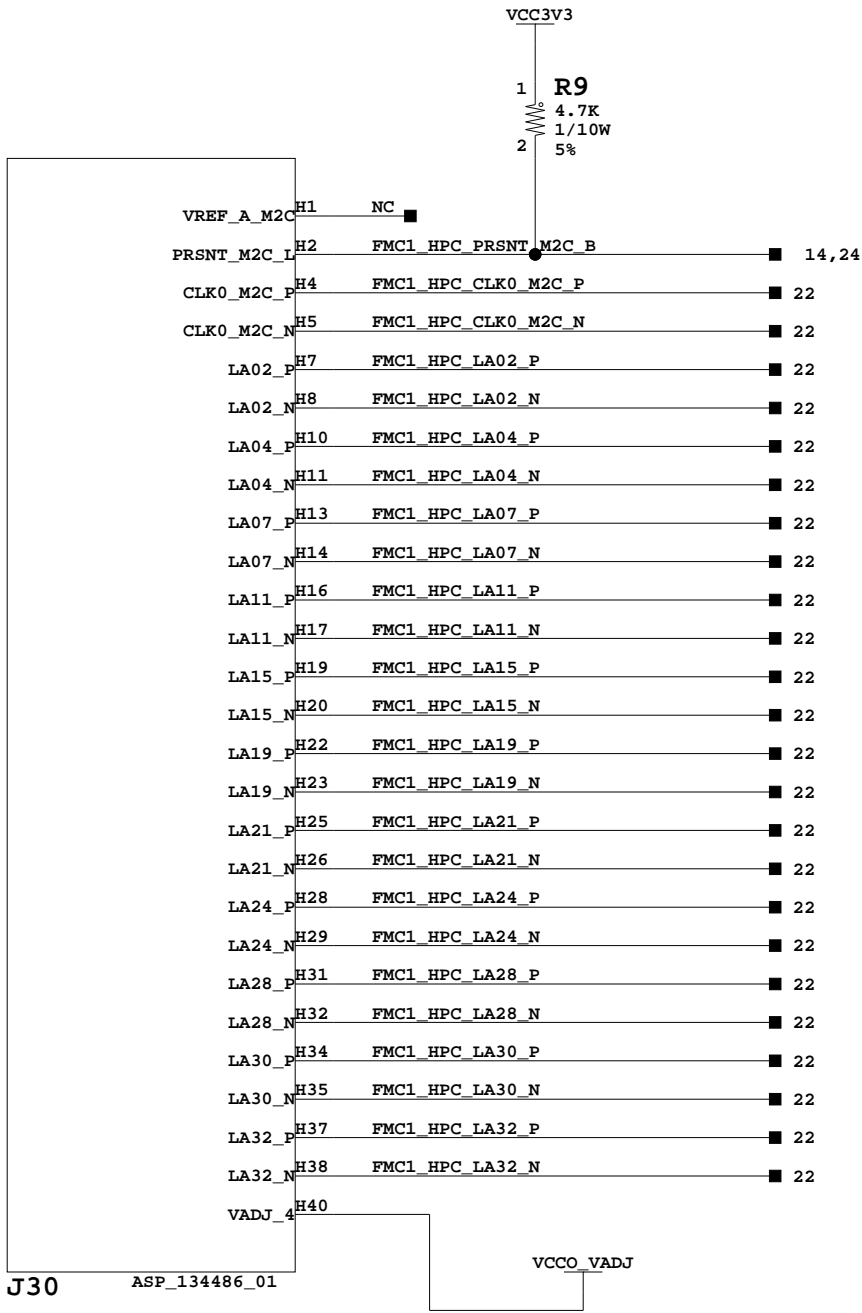 VCC3V3
1 R9
4.7K
1/10W
2 5%
VREF_A_M2C H1 NC
PRSNT_M2C_L H2 FMC1_HPC_PRSNT_M2C_B 14,24
CLK0_M2C_P H4 FMC1_HPC_CLK0_M2C_P 22
CLK0_M2C_N H5 FMC1_HPC_CLK0_M2C_N 22
LA02_P H7 FMC1_HPC_LA02_P 22
LA02_N H8 FMC1_HPC_LA02_N 22
LA04_P H10 FMC1_HPC_LA04_P 22
LA04_N H11 FMC1_HPC_LA04_N 22
LA07_P H13 FMC1_HPC_LA07_P 22
LA07_N H14 FMC1_HPC_LA07_N 22
LA11_P H16 FMC1_HPC_LA11_P 22
LA11_N H17 FMC1_HPC_LA11_N 22
LA15_P H19 FMC1_HPC_LA15_P 22
LA15_N H20 FMC1_HPC_LA15_N 22
LA19_P H22 FMC1_HPC_LA19_P 22
LA19_N H23 FMC1_HPC_LA19_N 22
LA21_P H25 FMC1_HPC_LA21_P 22
LA21_N H26 FMC1_HPC_LA21_N 22
LA24_P H28 FMC1_HPC_LA24_P 22
LA24_N H29 FMC1_HPC_LA24_N 22
LA28_P H31 FMC1_HPC_LA28_P 22
LA28_N H32 FMC1_HPC_LA28_N 22
LA30_P H34 FMC1_HPC_LA30_P 22
LA30_N H35 FMC1_HPC_LA30_N 22
LA32_P H37 FMC1_HPC_LA32_P 22
LA32_N H38 FMC1_HPC_LA32_N 22
VADJ_4 H40
VCCO_VADJ
J30 ASP_134486_01